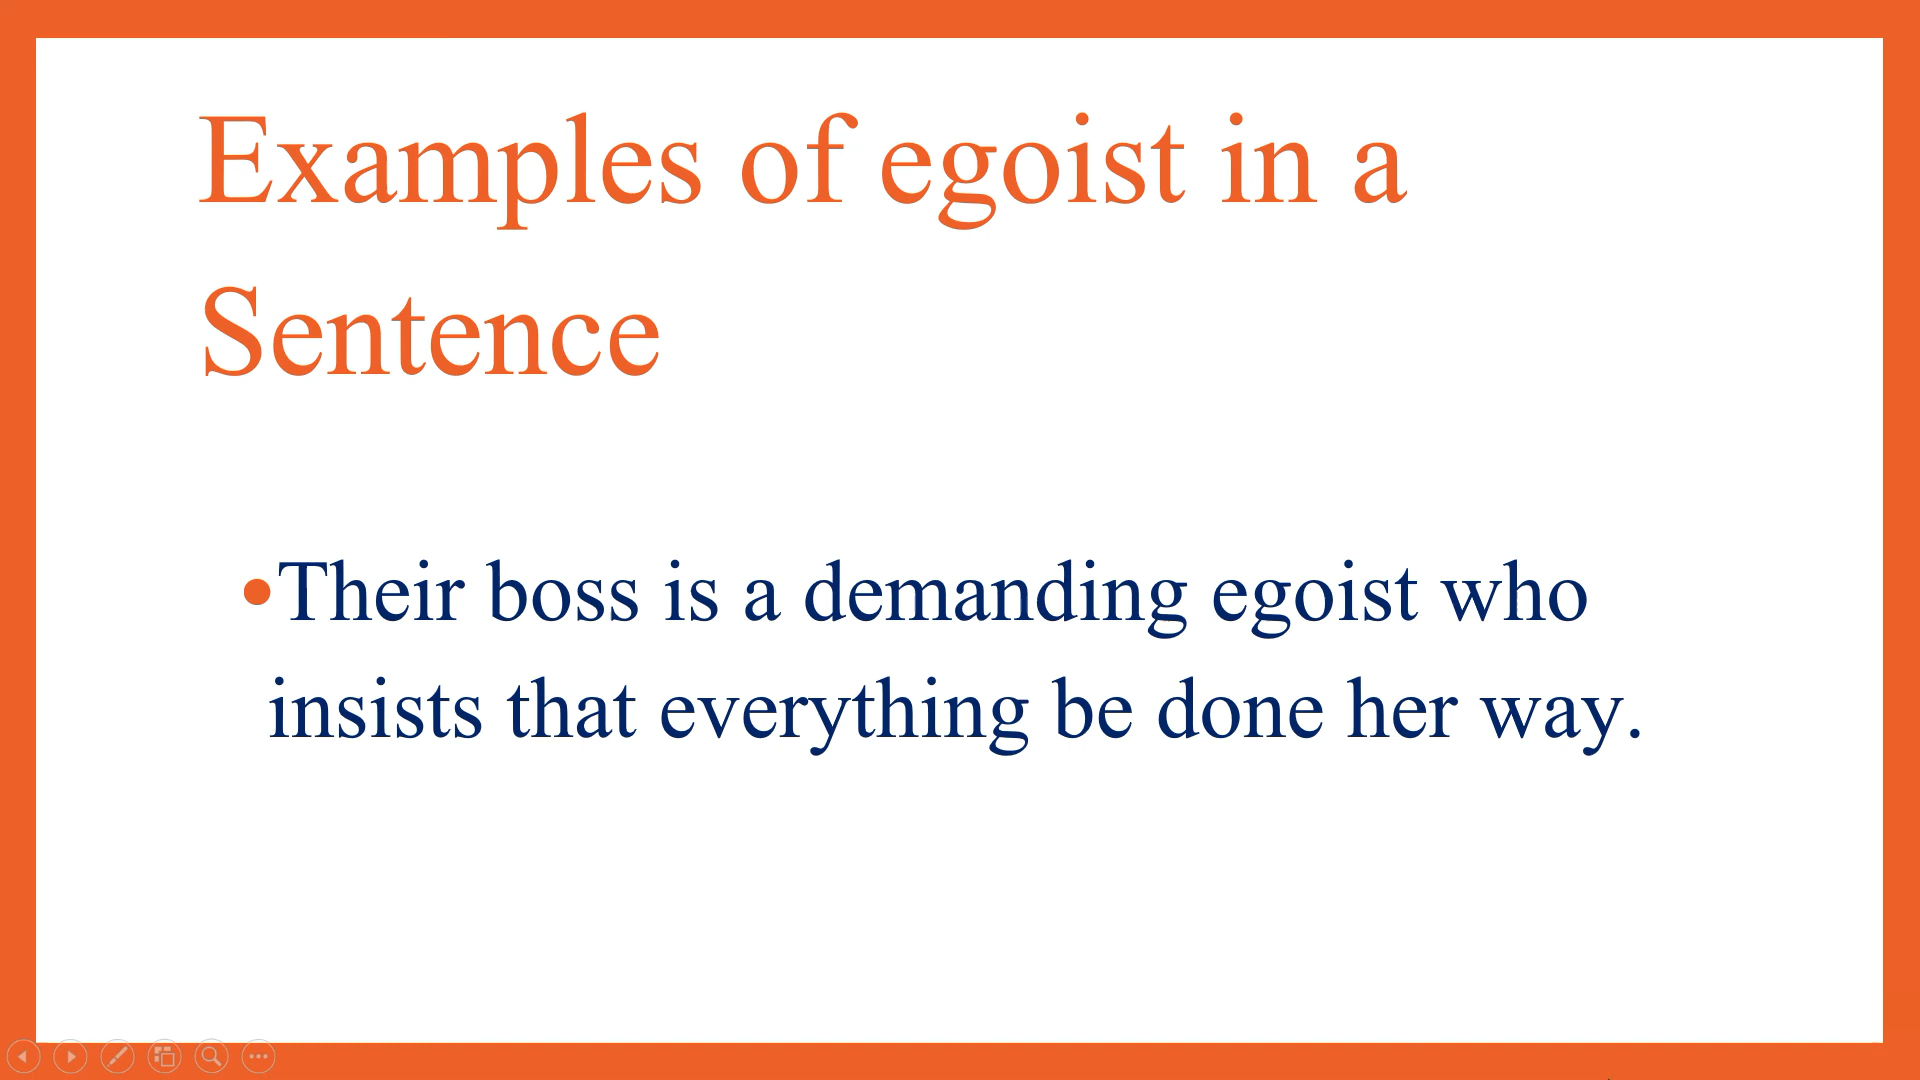 Examples of egoist in a
Sentence
•Their boss is a demanding egoist who
insists that everything be done her way.